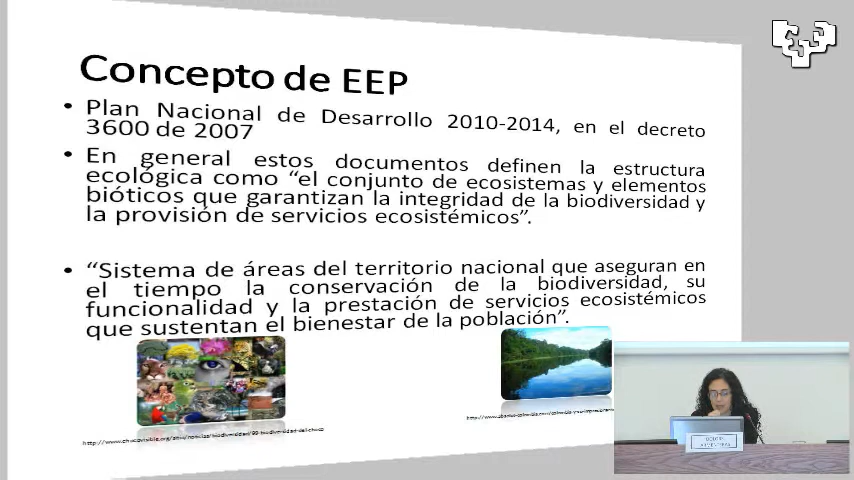 Concepto de EEP
• Plan Nacional de Desarrollo 2010-2014, en el decreto
3600 de 2007
• En general estos documentos definen la estructura
ecológica como “el conjunto de ecosistemas y elementos
bióticos que garantizan la integridad de la biodiversidad y
la provisión de servicios ecosistémicos”.
• “Sistema de áreas del territorio nacional que aseguran en
el tiempo la conservación de la biodiversidad, su
funcionalidad y la prestación de servicios ecosistémicos
que sustentan el bienestar de la población”.